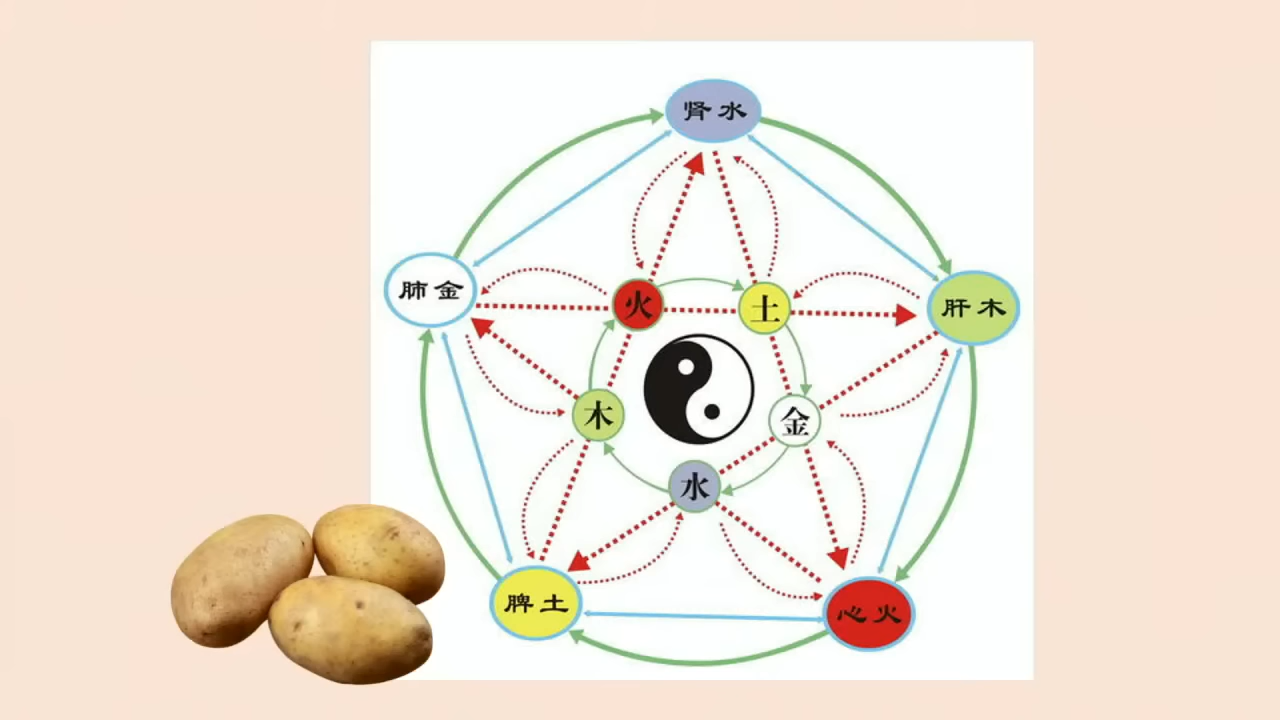 肾水
肺金
火
土
肝木
木
金
水
脾土
心火